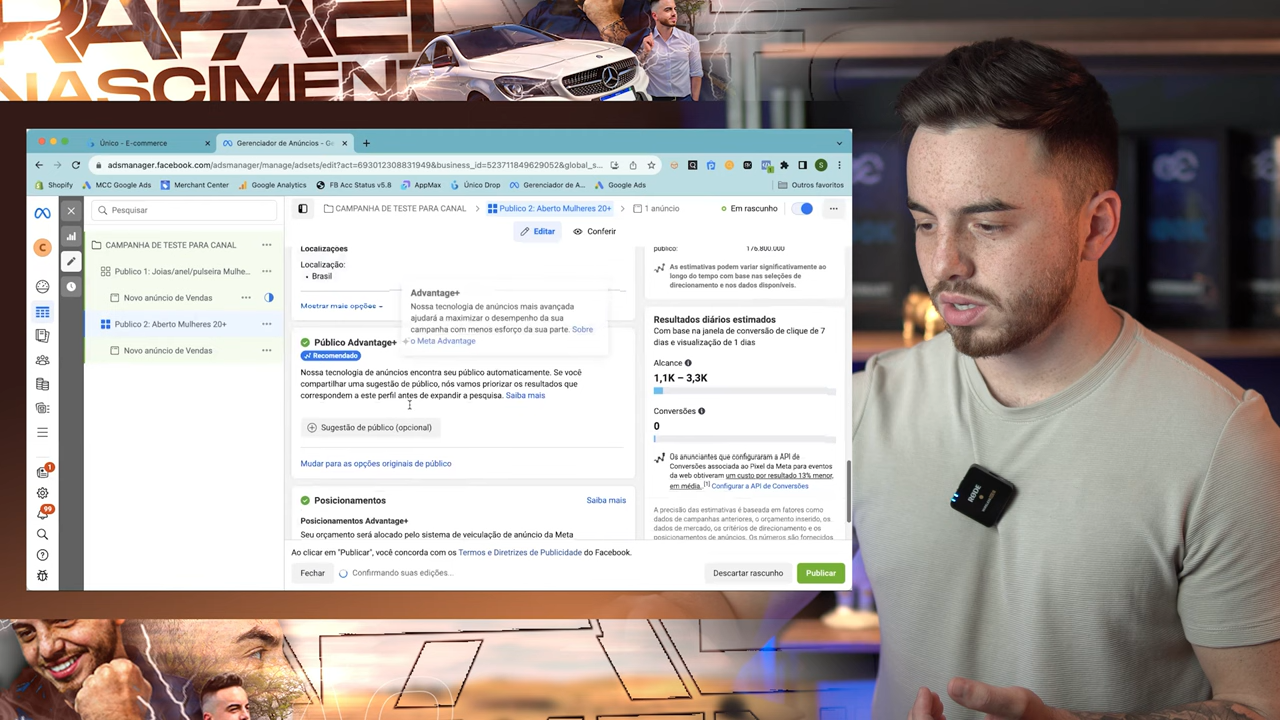 RAFAEL
NASCIMEN
Único - E-commerce
Gerenciador de Anúncios - Ge
adsmanager.facebook.com/adsmanager/manage/adsets/edit?act=693012308831949&business_id=523711849629052&global_s...
Shopify
MCC Google Ads
Merchant Center
Google Analytics
FB Acc Status v5.8
AppMax
Único Drop
Gerenciador de A...
Google Ads
Outros favoritos
Pesquisar
CAMPANHA DE TESTE PARA CANAL
Publico 1: Joias/anel/pulseira Mulhe...
Novo anúncio de Vendas
Publico 2: Aberto Mulheres 20+
Novo anúncio de Vendas
1
99
C
S
CAMPANHA DE TESTE PARA CANAL
Publico 2: Aberto Mulheres 20+
1 anúncio
Em rascunho
Editar
Conferir
Localizações
Localização:
• Brasil
Mostrar mais opções
Advantage+
Nossa tecnologia de anúncios mais avançada
ajudará a maximizar o desempenho da sua
campanha com menos esforço da sua parte. Sobre
o Meta Advantage
Público Advantage+
Recomendado
Nossa tecnologia de anúncios encontra seu público automaticamente. Se você
compartilhar uma sugestão de público, nós vamos priorizar os resultados que
correspondem a este perfil antes de expandir a pesquisa. Saiba mais
Sugestão de público (opcional)
Mudar para as opções originais de público
Posicionamentos
Saiba mais
Posicionamentos Advantage+
Seu orçamento será alocado pelo sistema de veiculação de anúncio da Meta
público:
176.800.000
As estimativas podem variar significativamente ao
longo do tempo com base nas seleções de
direcionamento e nos dados disponíveis.
Resultados diários estimados
Com base na janela de conversão de clique de 7
dias e visualização de 1 dias
Alcance
1,1K – 3,3K
Conversões
0
Os anunciantes que configuraram a API de
Conversões associada ao Pixel da Meta para eventos
da web obtiveram um custo por resultado 13% menor,
em média. [1] Configurar a API de Conversões
A precisão das estimativas é baseada em fatores como
dados de campanhas anteriores, o orçamento inserido, os
dados de mercado, os critérios de direcionamento e os
posicionamentos de anúncios. Os números são fornecidos
Ao clicar em "Publicar", você concorda com os Termos e Diretrizes de Publicidade do Facebook.
Fechar
Confirmando suas edições...
Descartar rascunho
Publicar
RØDE